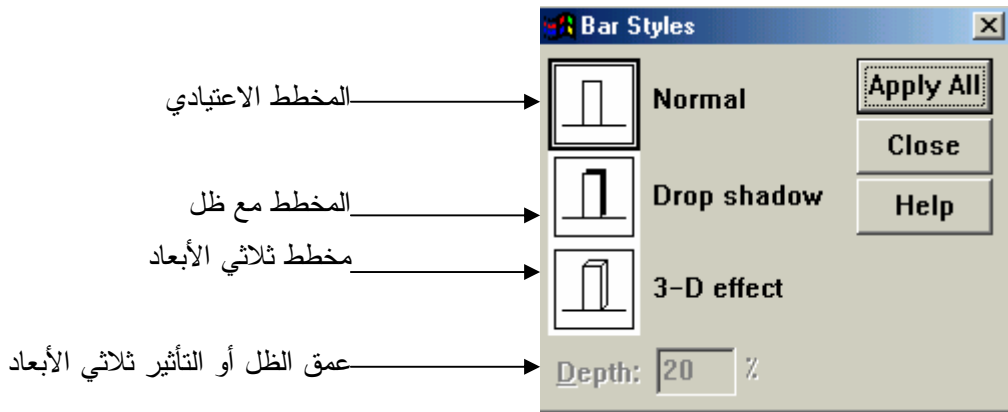 Bar Styles
المخطط الاعتيادي
Normal
Apply All
Close
المخطط مع ظل
Drop shadow
Help
مخطط ثلاثي الأبعاد
3-D effect
عمق الظل أو التأثير ثلاثي الأبعاد
Depth: 20 %